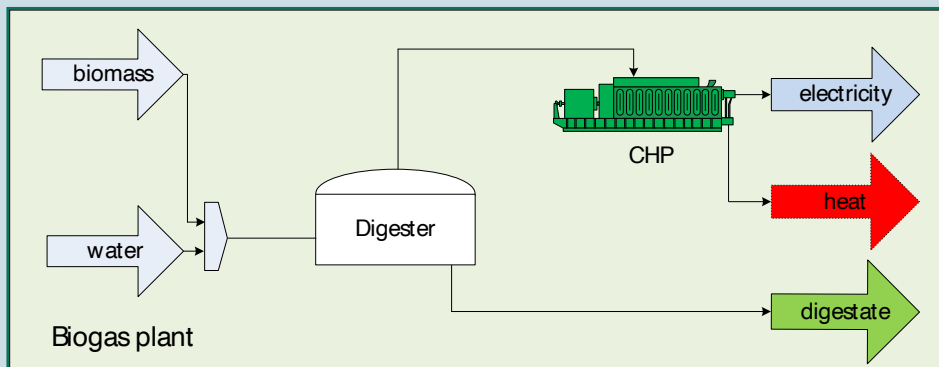 biomass
electricity
CHP
heat
Digester
water
digestate
Biogas plant